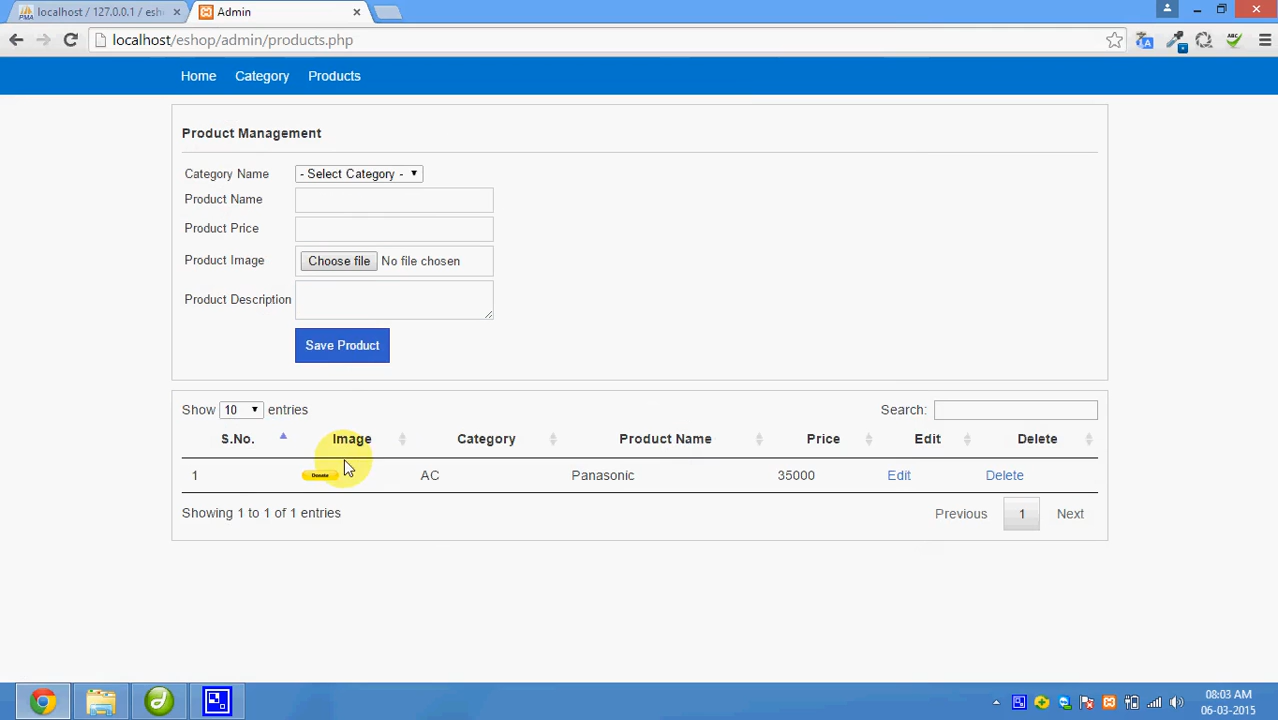 localhost / 127.0.0.1 / esh
Admin
localhost/eshop/admin/products.php
Home Category Products
Product Management
Category Name - Select Category -
Product Name
Product Price
Product Image Choose file No file chosen
Product Description
Save Product
Show 10 entries Search:
S.No. Image Category Product Name Price Edit Delete
1 Donate AC Panasonic 35000 Edit Delete
Showing 1 to 1 of 1 entries Previous 1 Next
08:03 AM
06-03-2015